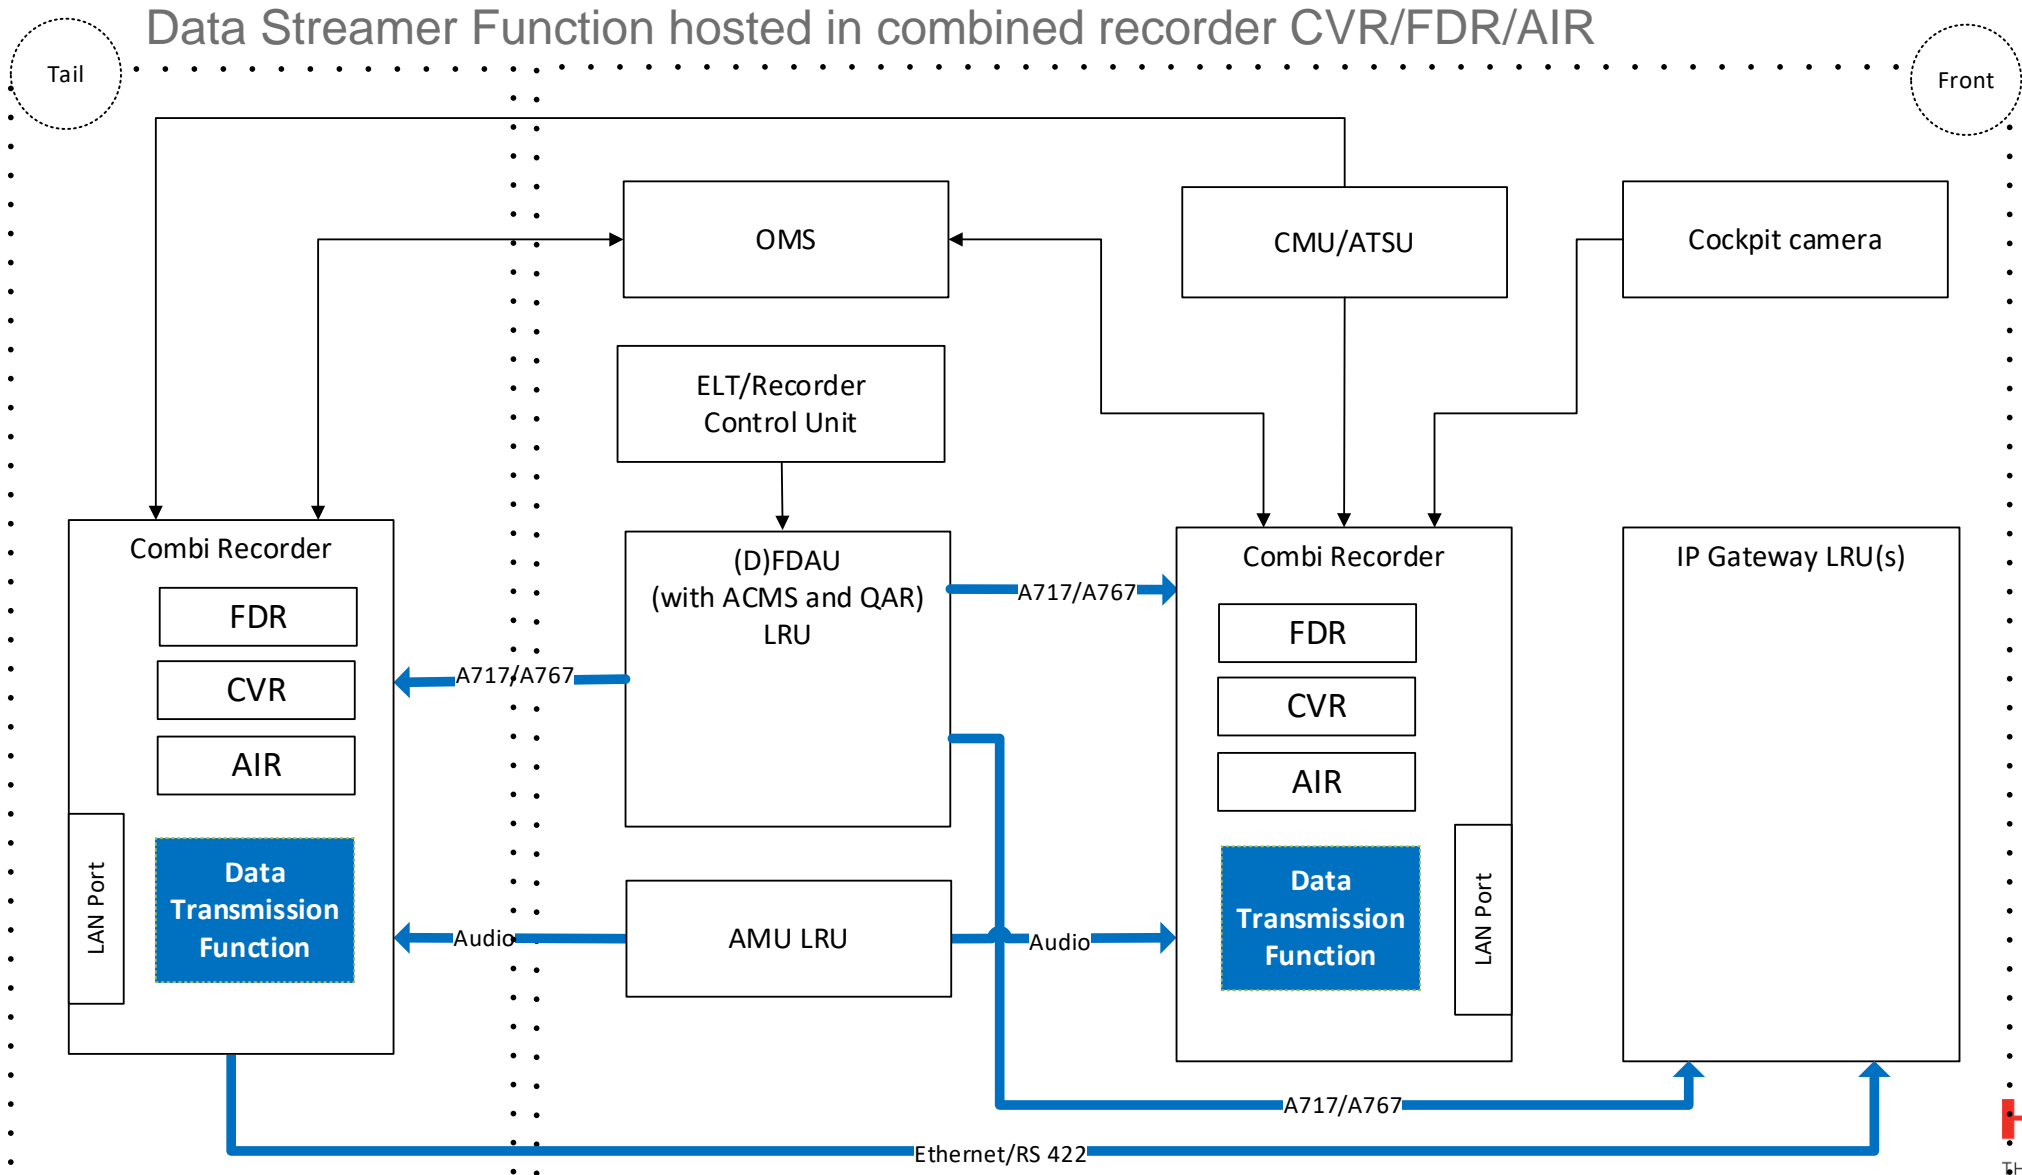 Data Streamer Function hosted in combined recorder CVR/FDR/AIR
Tail
Front
OMS
CMU/ATSU
Cockpit camera
ELT/Recorder
Control Unit
Combi Recorder
FDR
CVR
AIR
LAN Port
Data
Transmission
Function
(D)FDAU
(with ACMS and QAR)
LRU
A717/A767
A717/A767
Combi Recorder
FDR
CVR
AIR
Data
Transmission
Function
LAN Port
IP Gateway LRU(s)
AMU LRU
Audio
Audio
A717/A767
Ethernet/RS 422